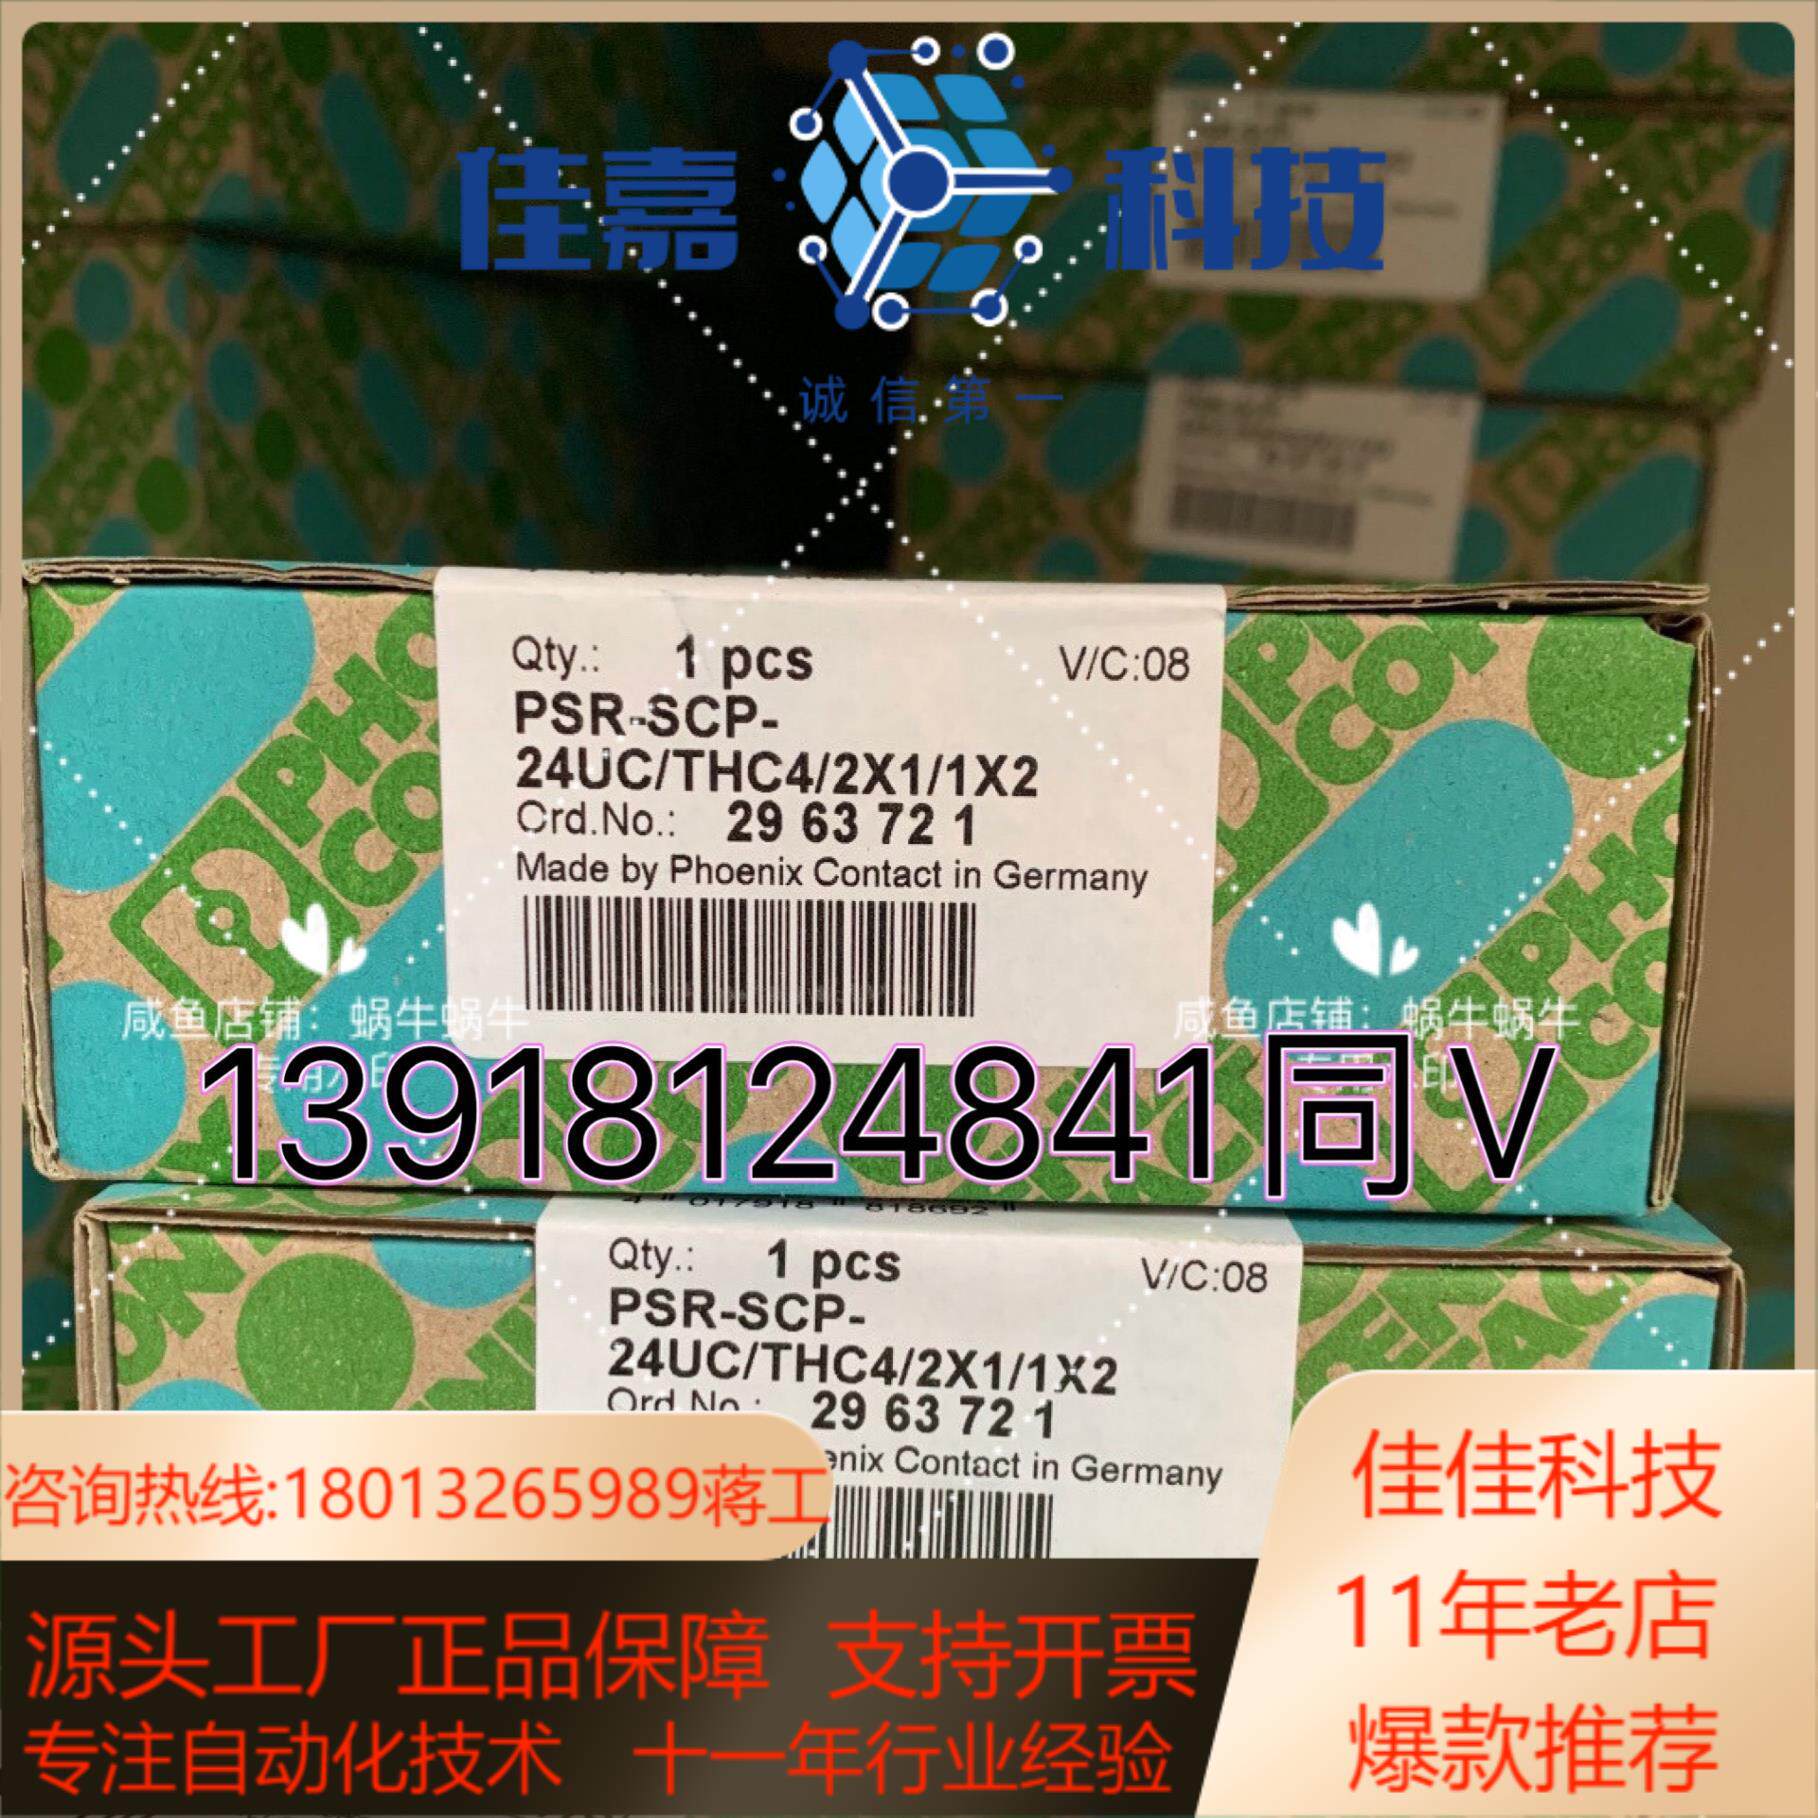 佳嘉 科技
诚信第一
Qty.: 1 pcs V/C:08
PSR-SCP-
24UC/THC4/2X1/1X2
Ord.No.: 29 63 72 1
Made by Phoenix Contact in Germany
咸鱼店铺：蜗牛蜗牛 咸鱼店铺：蜗牛蜗牛
13918124841同V
4 017918 818692
Qty.: 1 pcs V/C:08
PSR-SCP-
24UC/THC4/2X1/1X2
Ord.No.: 29 63 72 1
enix Contact in Germany
咨询热线:18013265989蒋工
源头工厂正品保障 支持开票
专注自动化技术 十一年行业经验
佳佳科技
11年老店
爆款推荐